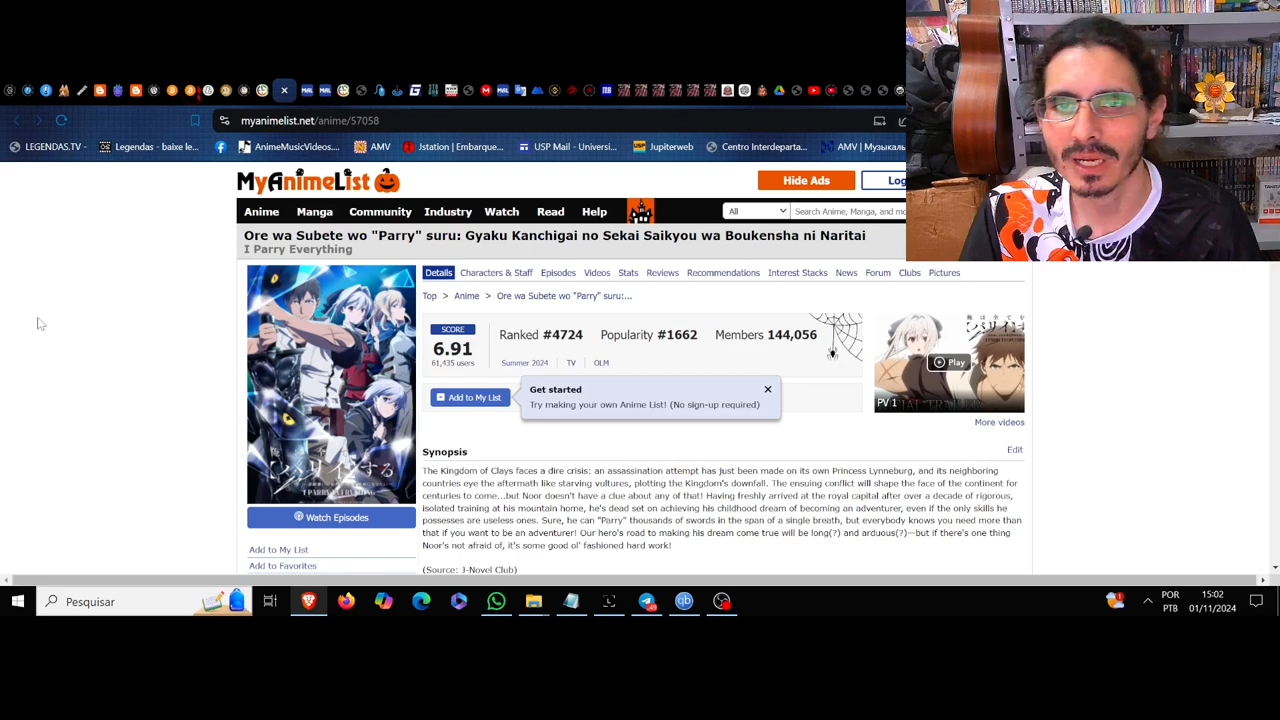 myanimelist.net/anime/57058
LEGENDAS.TV -
Legendas - baixe le...
AnimeMusicVideos....
AMV
Jstation | Embarque...
USP Mail - Universi...
Jupiterweb
Centro Interdeparta...
AMV | Музыкаль
MyAnimeList
Hide Ads
Log
Anime
Manga
Community
Industry
Watch
Read
Help
All
Search Anime, Manga, and more
Ore wa Subete wo "Parry" suru: Gyaku Kanchigai no Sekai Saikyou wa Boukensha ni Naritai
I Parry Everything
Details
Characters & Staff
Episodes
Videos
Stats
Reviews
Recommendations
Interest Stacks
News
Forum
Clubs
Pictures
Top > Anime > Ore wa Subete wo "Parry" suru:...
SCORE
6.91
61,435 users
Ranked #4724
Popularity #1662
Members 144,056
Summer 2024
TV
OLM
Play
PV 1
More videos
Add to My List
Get started
Try making your own Anime List! (No sign-up required)
Synopsis
Edit
The Kingdom of Clays faces a dire crisis: an assassination attempt has just been made on its own Princess Lynneburg, and its neighboring
countries eye the aftermath like starving vultures, plotting the Kingdom's downfall. The ensuing conflict will shape the face of the continent for
centuries to come...but Noor doesn't have a clue about any of that! Having freshly arrived at the royal capital after over a decade of rigorous,
isolated training at his mountain home, he's dead set on achieving his childhood dream of becoming an adventurer, even if the only skills he
possesses are useless ones. Sure, he can "Parry" thousands of swords in the span of a single breath, but everybody knows you need more than
that if you want to be an adventurer! Our hero's road to making his dream come true will be long(?) and arduous(?)—but if there's one thing
Noor's not afraid of, it's some good ol' fashioned hard work!
(Source: J-Novel Club)
I PARRY EVERYTHING
Watch Episodes
Add to My List
Add to Favorites
Pesquisar
POR
PTB
15:02
01/11/2024